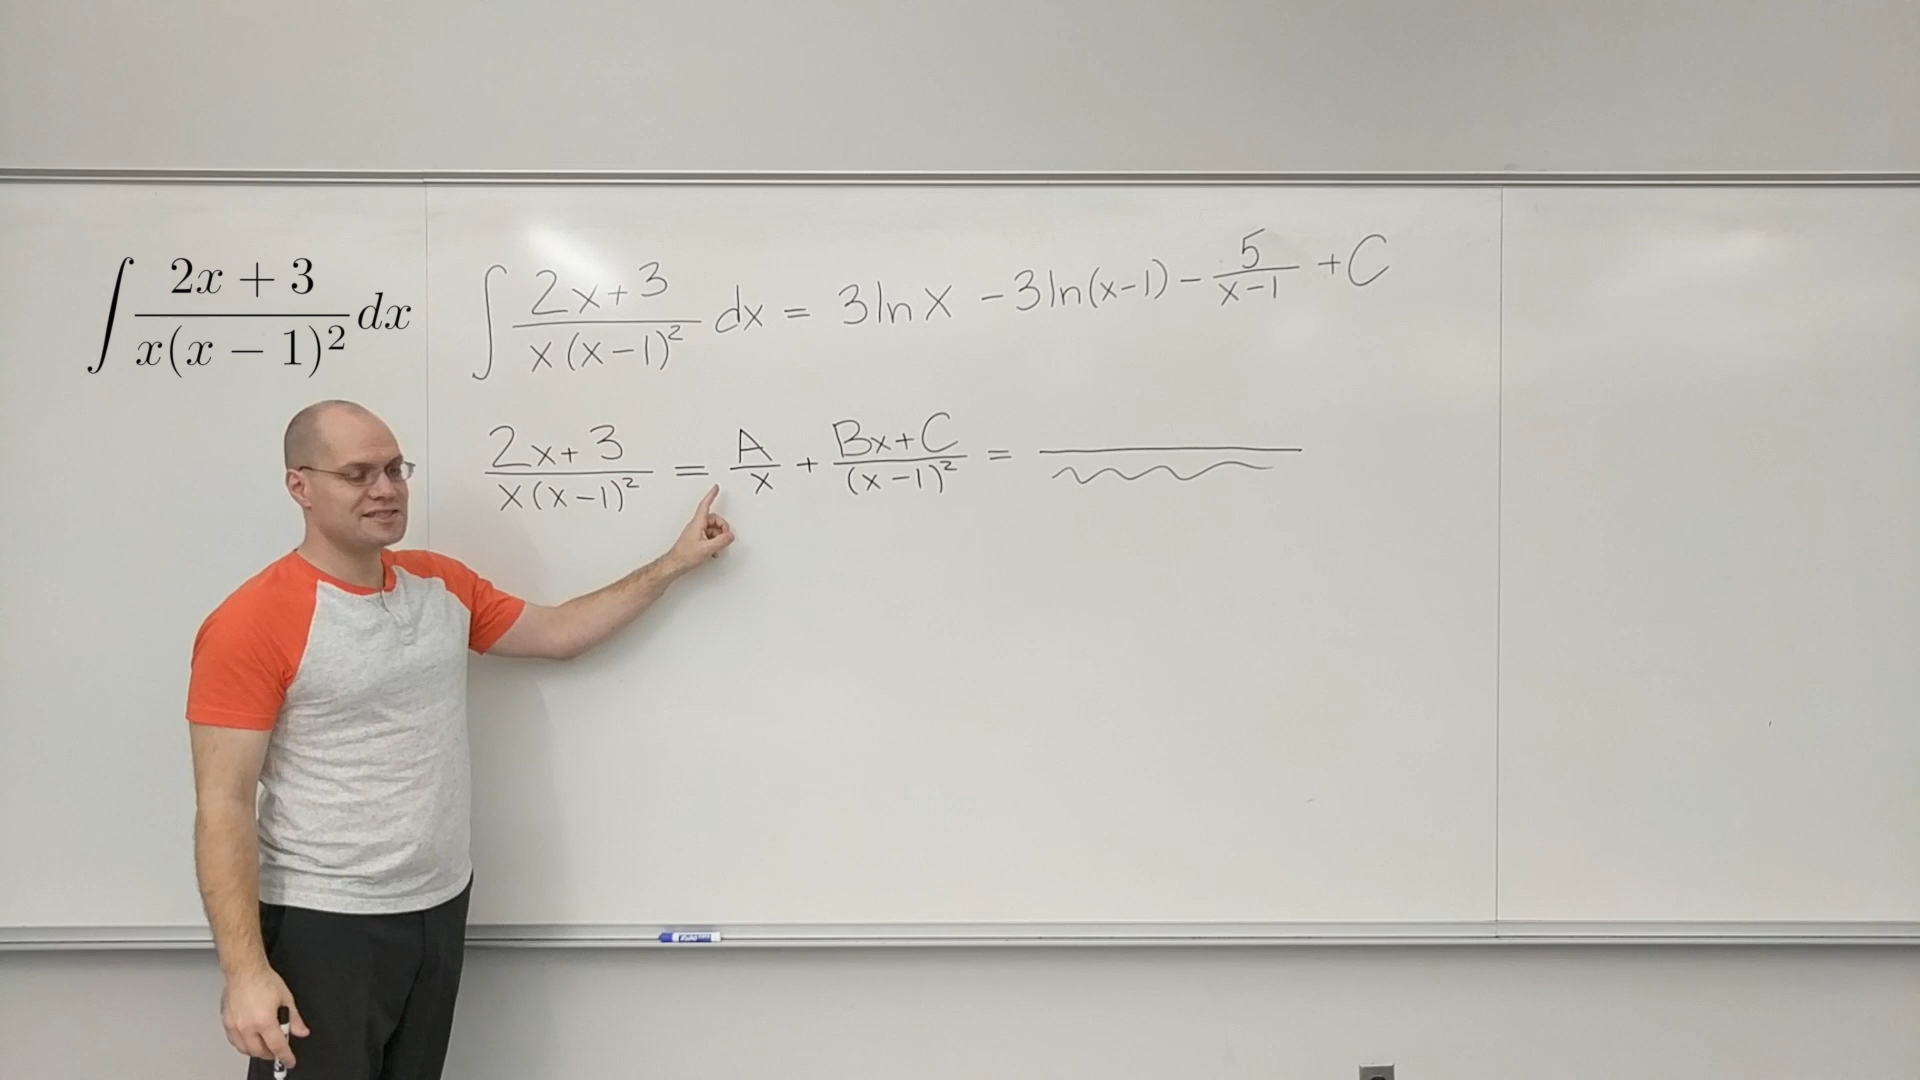 ∫ (2x + 3)/(x(x − 1)²) dx
∫ (2x+3)/(x(x−1)²) dx = 3lnx − 3ln(x−1) − 5/(x−1) + C
(2x+3)/(x(x−1)²) = A/x + (Bx+C)/(x−1)² =